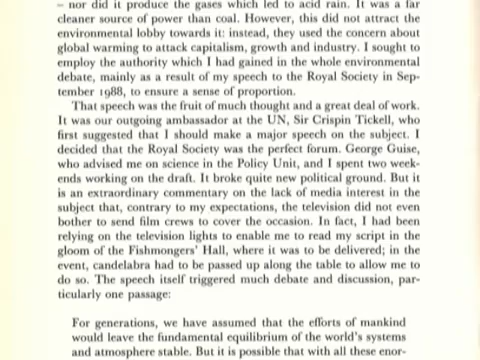 – nor did it produce the gases which led to acid rain. It was a far
cleaner source of power than coal. However, this did not attract the
environmental lobby towards it: instead, they used the concern about
global warming to attack capitalism, growth and industry. I sought to
employ the authority which I had gained in the whole environmental
debate, mainly as a result of my speech to the Royal Society in Sep-
tember 1988, to ensure a sense of proportion.
That speech was the fruit of much thought and a great deal of work.
It was our outgoing ambassador at the UN, Sir Crispin Tickell, who
first suggested that I should make a major speech on the subject. I
decided that the Royal Society was the perfect forum. George Guise,
who advised me on science in the Policy Unit, and I spent two week-
ends working on the draft. It broke quite new political ground. But it
is an extraordinary commentary on the lack of media interest in the
subject that, contrary to my expectations, the television did not even
bother to send film crews to cover the occasion. In fact, I had been
relying on the television lights to enable me to read my script in the
gloom of the Fishmongers' Hall, where it was to be delivered; in the
event, candelabra had to be passed up along the table to allow me to
do so. The speech itself triggered much debate and discussion, par-
ticularly one passage:
For generations, we have assumed that the efforts of mankind
would leave the fundamental equilibrium of the world's systems
and atmosphere stable. But it is possible that with all these enor-